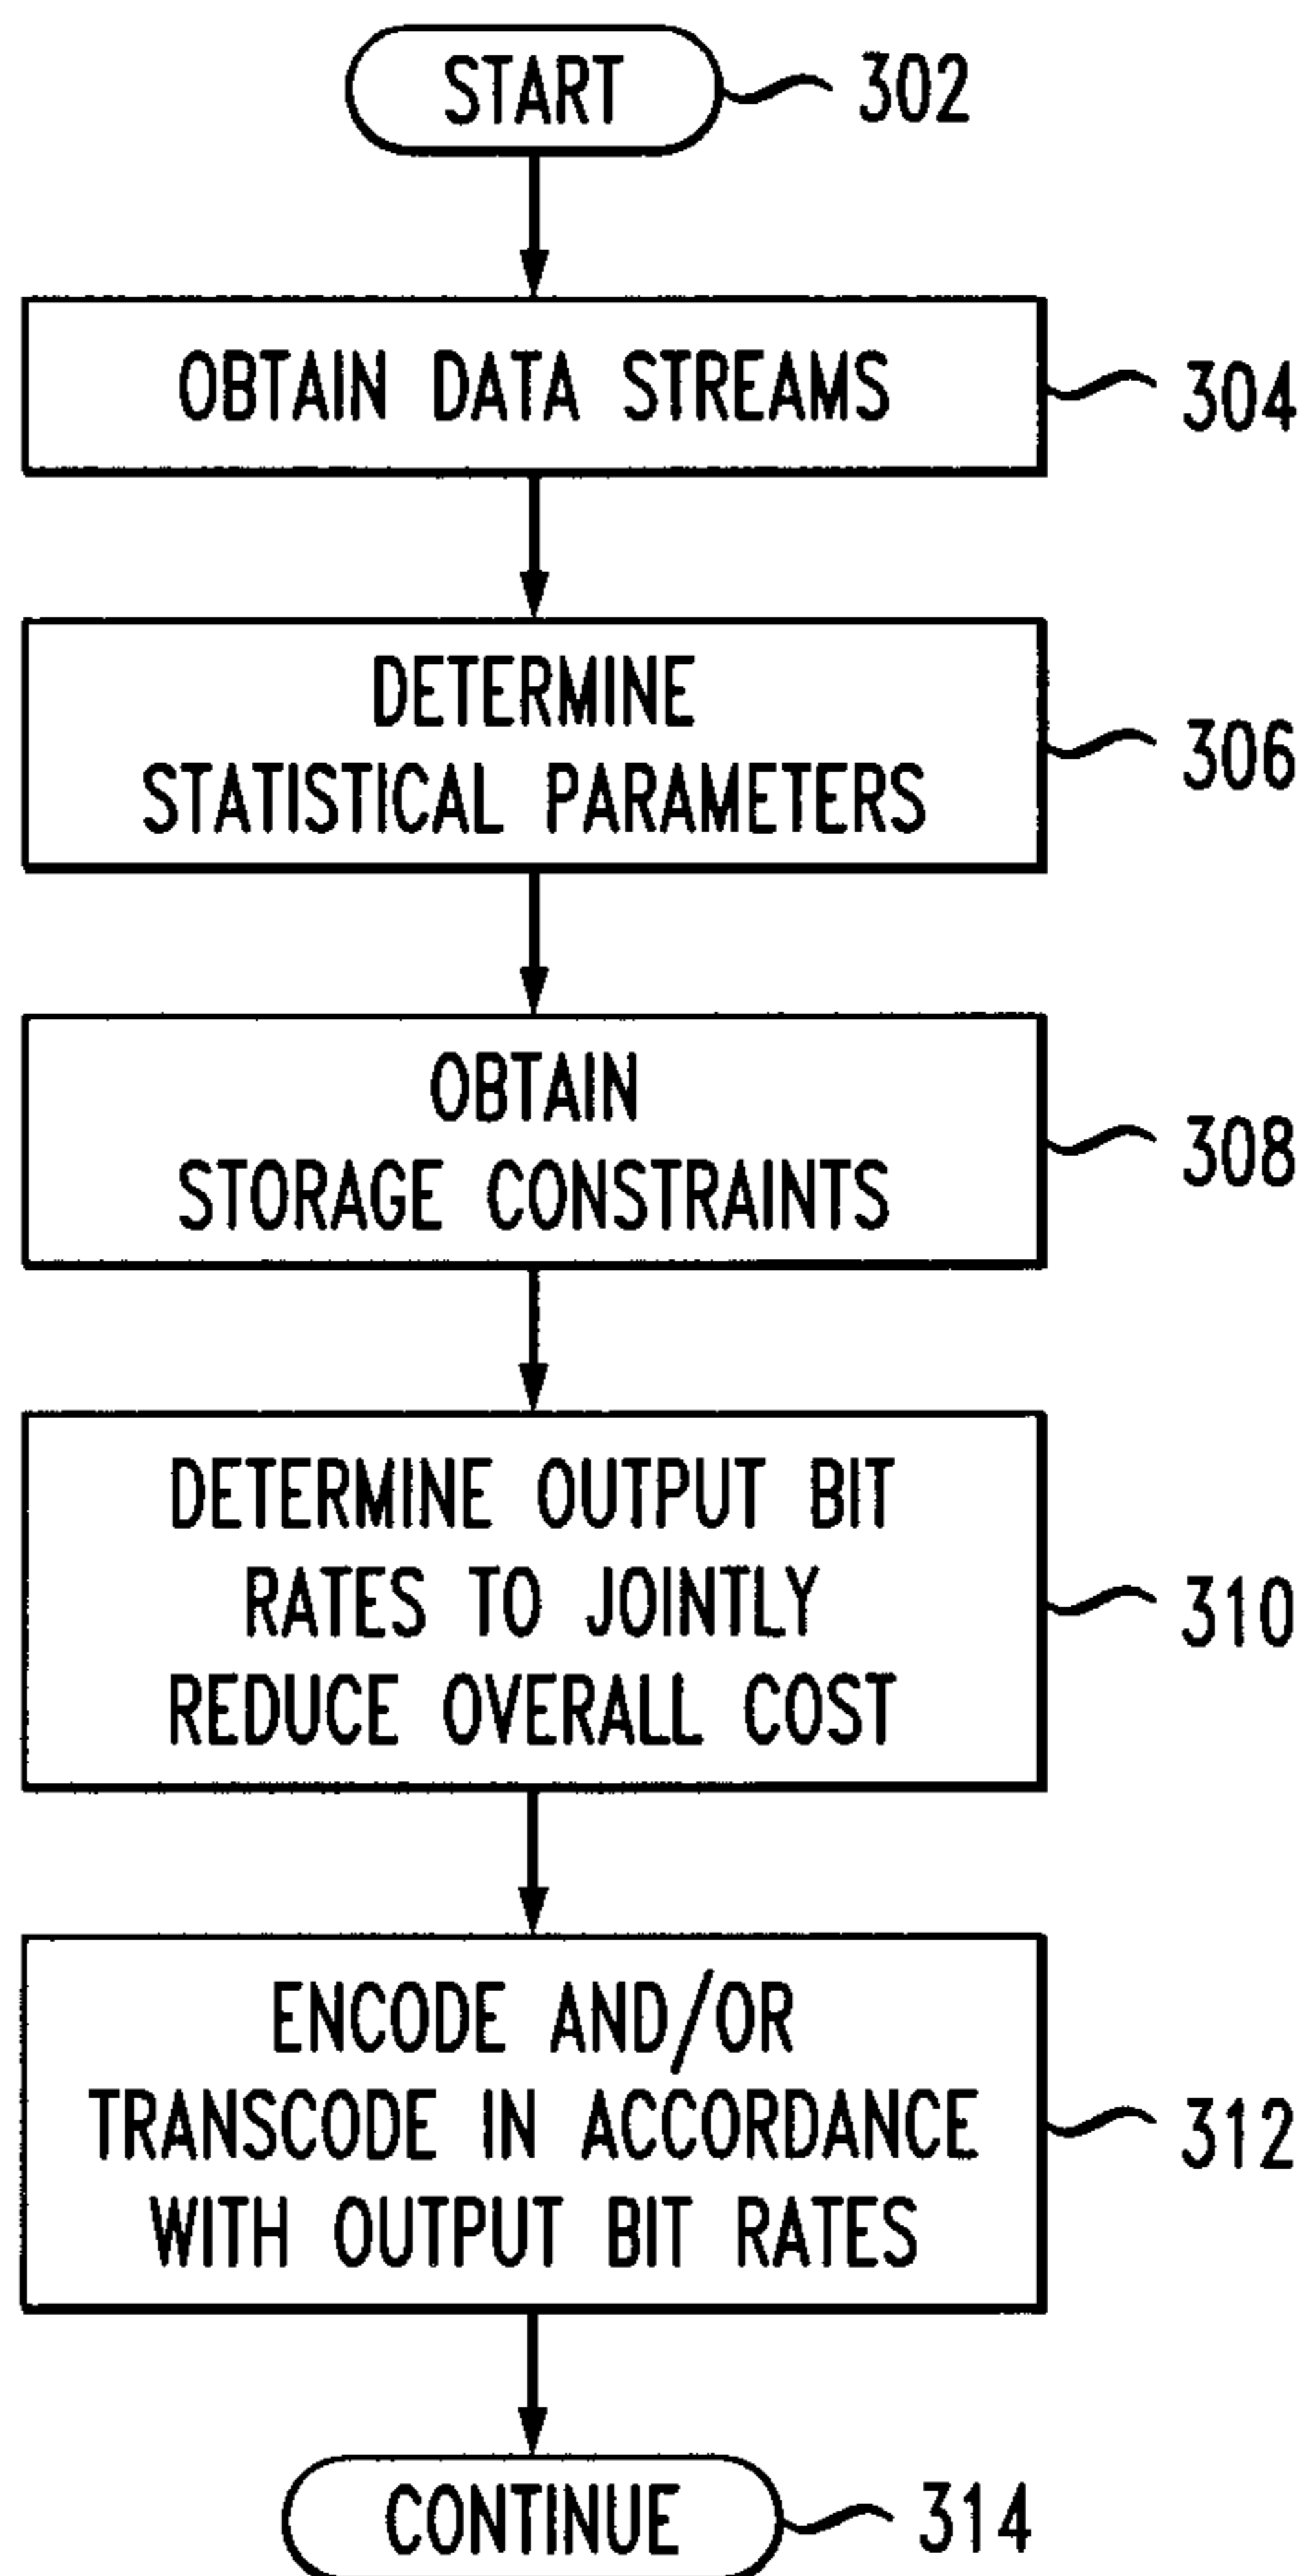 START
302
OBTAIN DATA STREAMS
304
DETERMINE
STATISTICAL PARAMETERS
306
OBTAIN
STORAGE CONSTRAINTS
308
DETERMINE OUTPUT BIT
RATES TO JOINTLY
REDUCE OVERALL COST
310
ENCODE AND/OR
TRANSCODE IN ACCORDANCE
WITH OUTPUT BIT RATES
312
CONTINUE
314